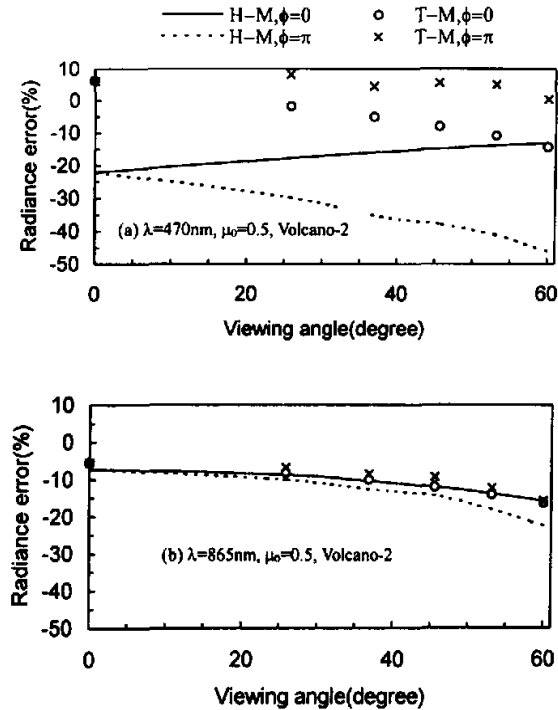 H-M,ϕ=0 T-M,ϕ=0
H-M,ϕ=π T-M,ϕ=π
10
0
-10
-20
-30
-40
-50
Radiance error(%)
(a) λ=470nm, μ₀=0.5, Volcano-2
0 20 40 60
Viewing angle(degree)
10
0
-10
-20
-30
-40
-50
Radiance error(%)
(b) λ=865nm, μ₀=0.5, Volcano-2
0 20 40 60
Viewing angle(degree)